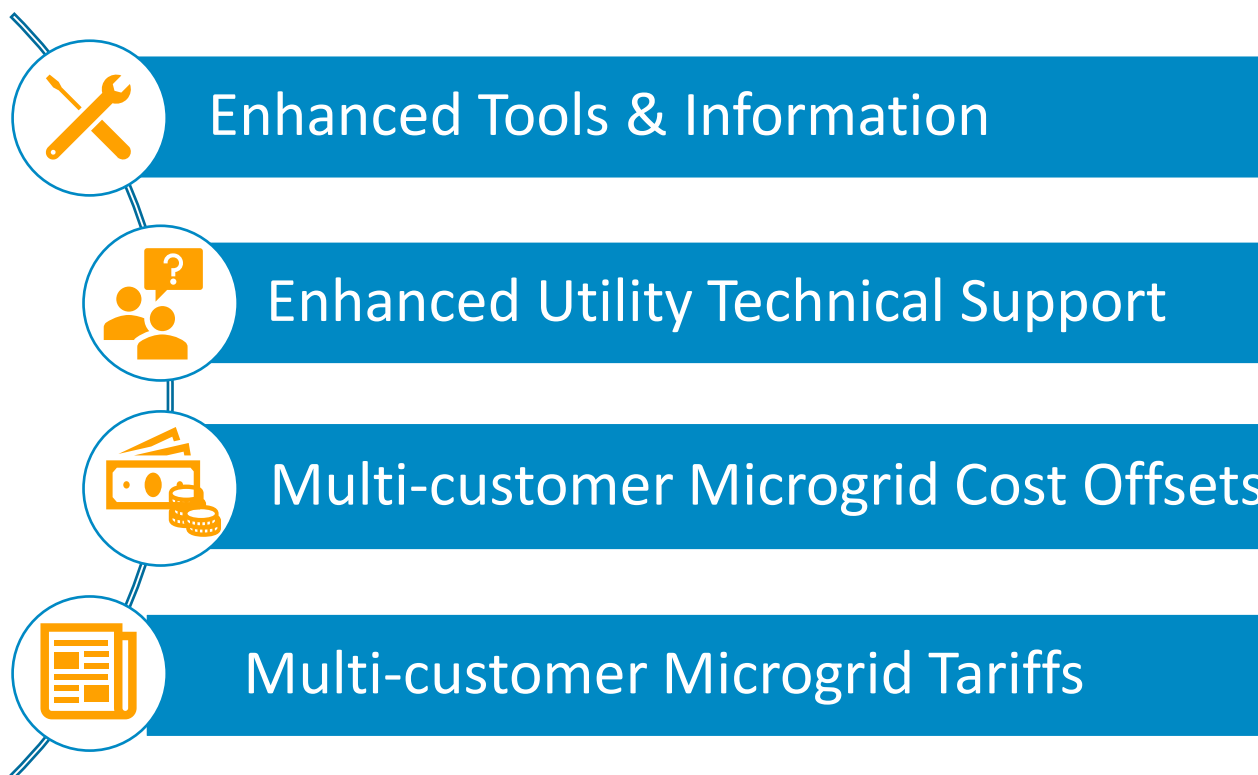 Enhanced Tools & Information
?
Enhanced Utility Technical Support
Multi-customer Microgrid Cost Offsets
Multi-customer Microgrid Tariffs